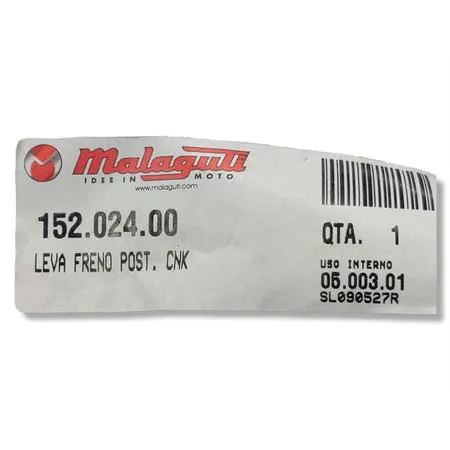 Malaguti
IDEE IN MOTO
www.malaguti.com
152.024.00
LEVA FRENO POST. CNK
QTA. 1
USO INTERNO
06.003.01
SL090527R